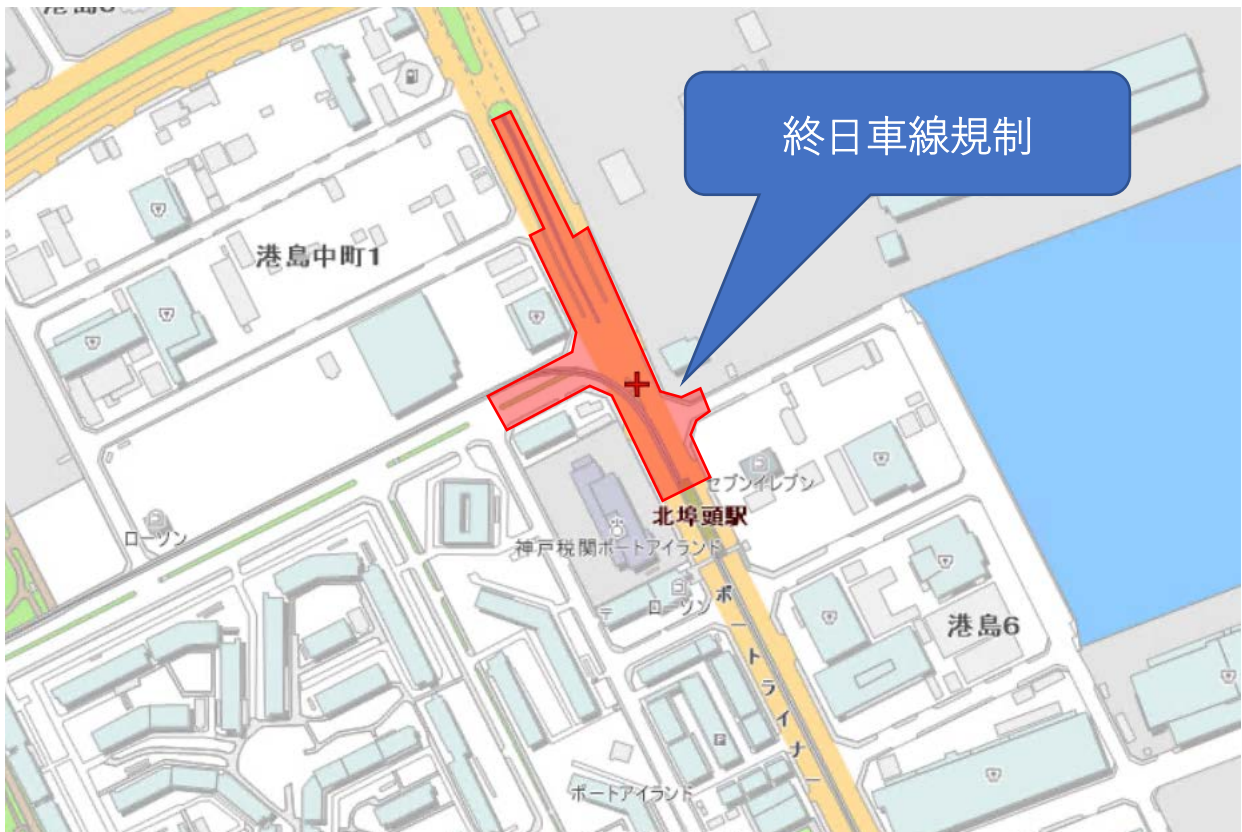 終日車線規制
港島中町1
セブンイレブン
北埠頭駅
ローソン
神戸税関ポートアイランド
ローソン
ポートライナー
港島6
ポートアイランド